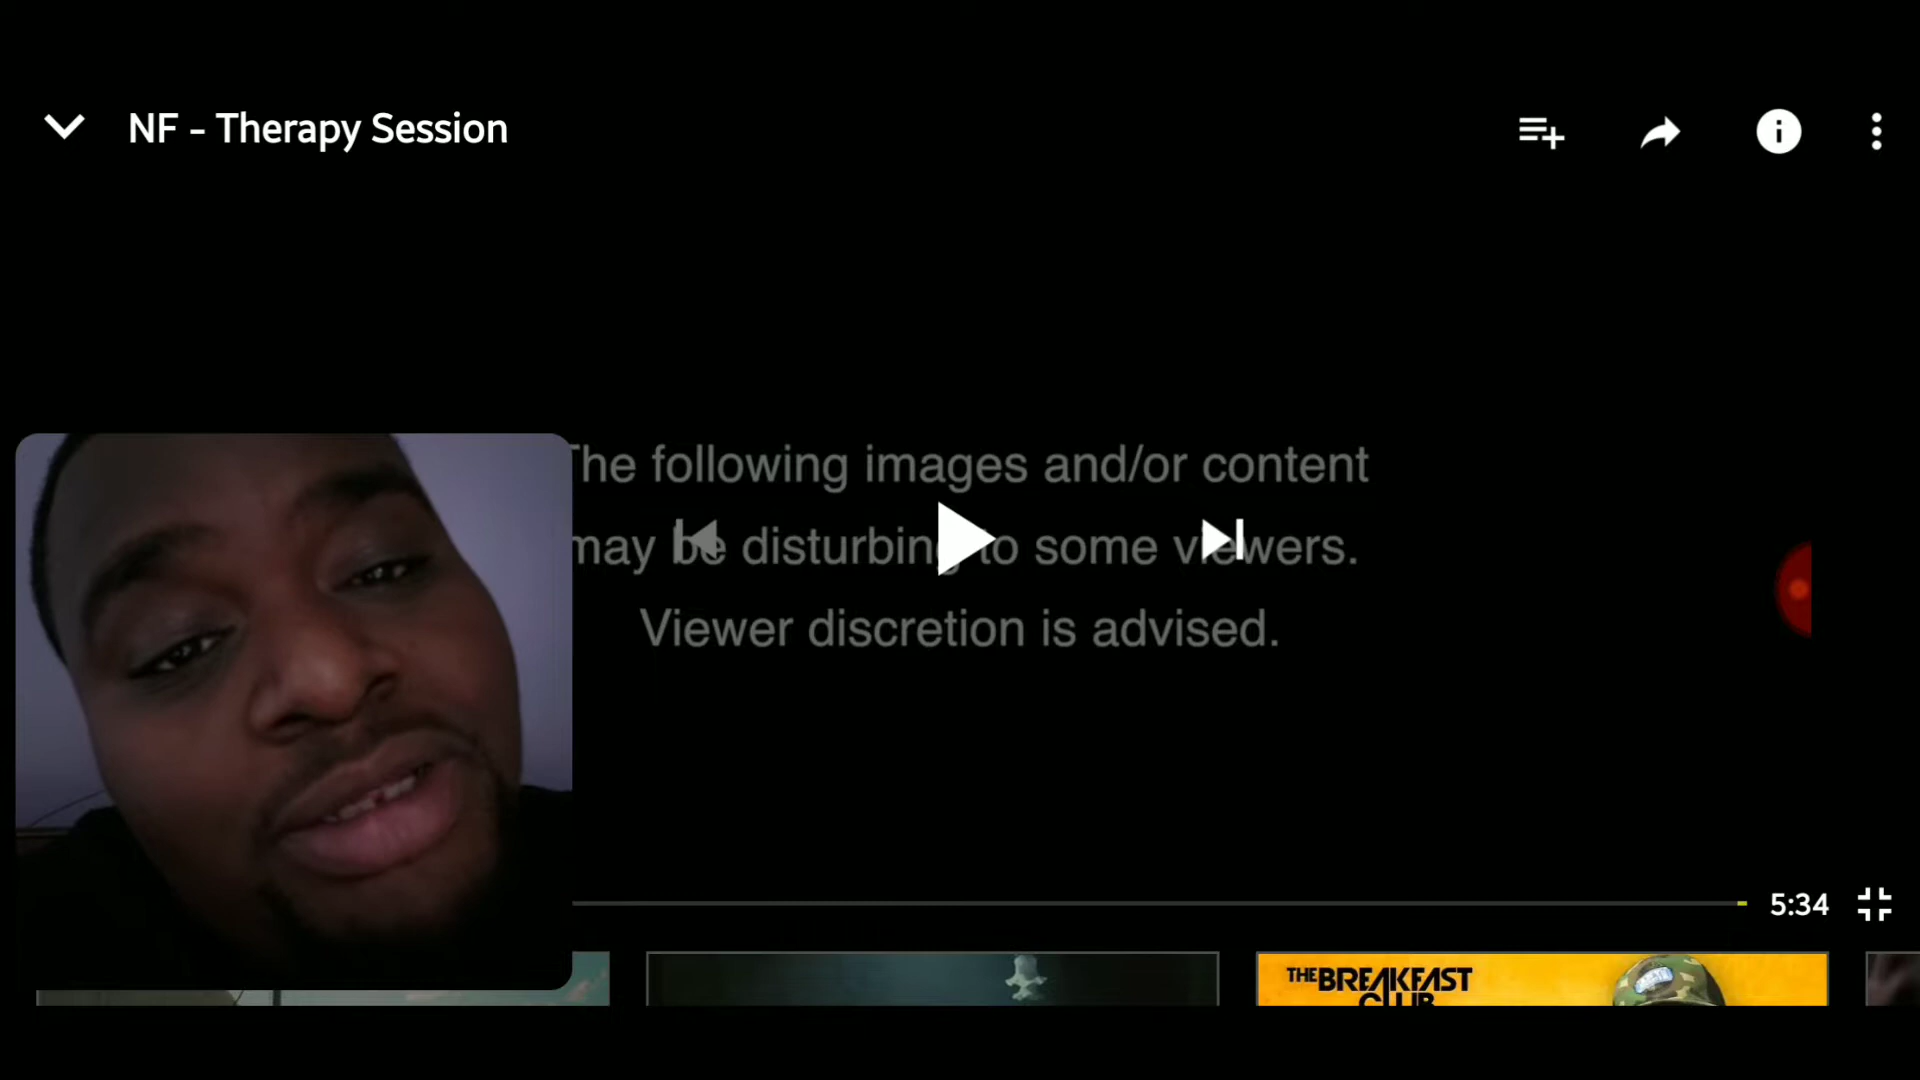 NF - Therapy Session
The following images and/or content
may be disturbing to some viewers.
Viewer discretion is advised.
5:34
THE BREAKFAST
CLUB